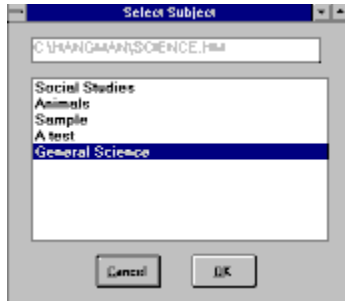 Select Subject
C:\HANGMAN\SCIENCE.HM
Social Studies
Animals
Sample
A test
General Science
Cancel
OK